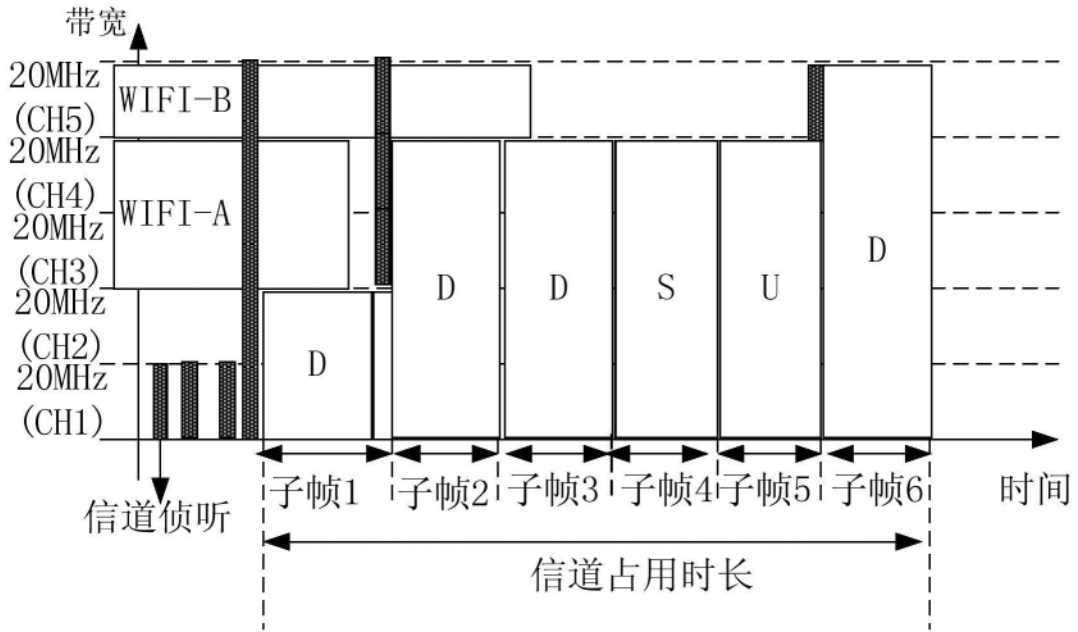 带宽
20MHz
(CH5)
WIFI-B
20MHz
(CH4)
WIFI-A
20MHz
(CH3)
20MHz
(CH2)
20MHz
(CH1)
D
D
D
S
U
D
子帧1
子帧2
子帧3
子帧4
子帧5
子帧6
时间
信道侦听
信道占用时长